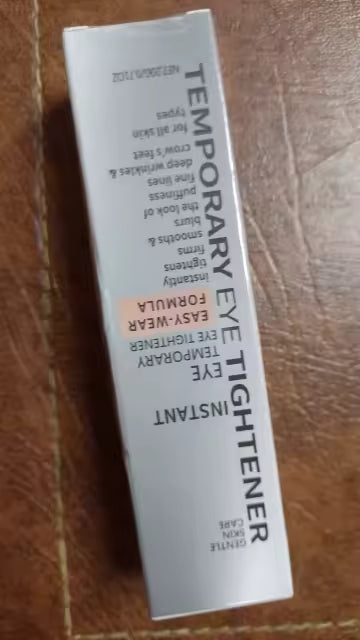 TEMPORARY EYE TIGHTENER
GENTLE
SKIN
CARE
INSTANT
EYE
TEMPORARY
EYE TIGHTENER
EASY-WEAR
FORMULA
instantly
tightens
firms
smooths &
blurs
the look of
puffiness
fine lines
deep wrinkles &
crow's feet
for all skin
types
NET.20G/0.71OZ